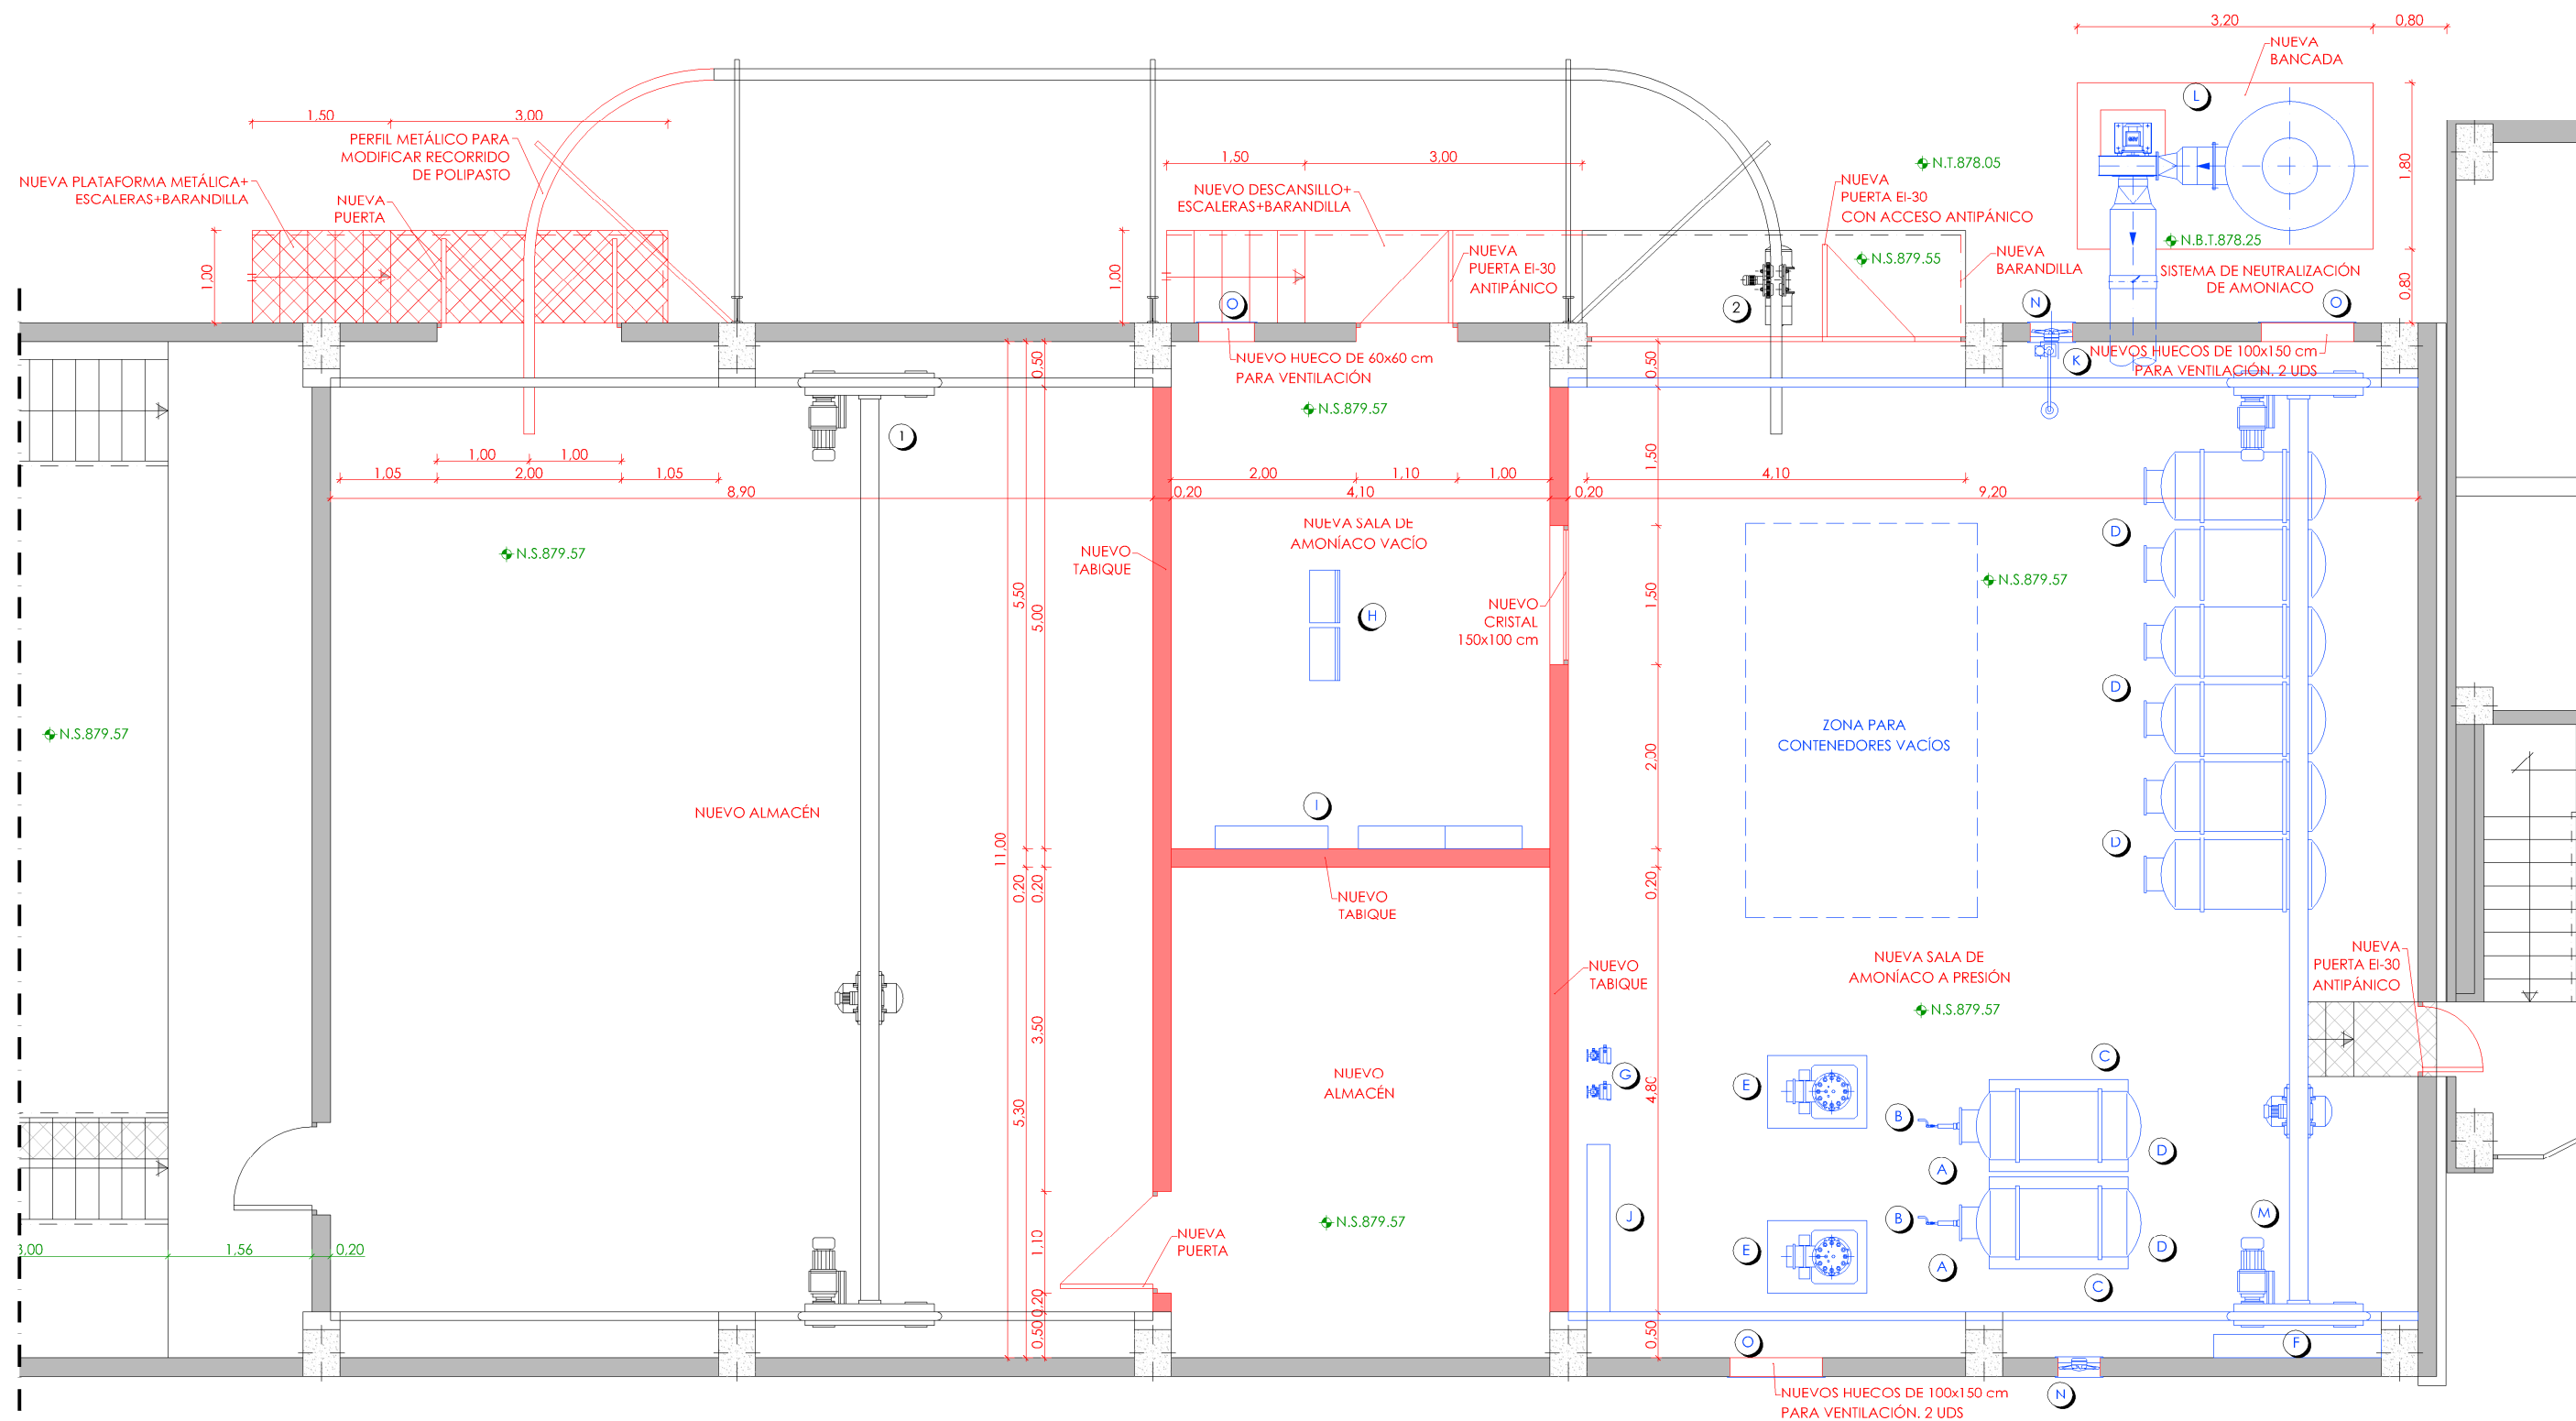 3,20
0,80
NUEVA
BANCADA
L
1,80
0,80
1,50
3,00
PERFIL METÁLICO PARA
MODIFICAR RECORRIDO
DE POLIPASTO
NUEVA PLATAFORMA METÁLICA+
ESCALERAS+BARANDILLA
NUEVA
PUERTA
1,00
1,50
3,00
NUEVO DESCANSILLO+
ESCALERAS+BARANDILLA
1,00
NUEVA
PUERTA EI-30
ANTIPÁNICO
N.T.878.05
NUEVA
PUERTA EI-30
CON ACCESO ANTIPÁNICO
N.S.879.55
NUEVA
BARANDILLA
N.B.T.878.25
SISTEMA DE NEUTRALIZACIÓN
DE AMONIACO
O
2
N
O
K
NUEVO HUECO DE 60x60 cm
PARA VENTILACIÓN
NUEVOS HUECOS DE 100x150 cm
PARA VENTILACIÓN. 2 UDS
0,50
0,50
N.S.879.57
1
1,00
1,00
1,05
2,00
1,05
8,90
0,20
2,00
1,10
1,00
4,10
0,20
4,10
9,20
1,50
NUEVA SALA DE
AMONÍACO VACÍO
NUEVO
TABIQUE
N.S.879.57
N.S.879.57
D
H
NUEVO
CRISTAL
150x100 cm
1,50
5,50
5,00
D
N.S.879.57
ZONA PARA
CONTENEDORES VACÍOS
2,00
NUEVO ALMACÉN
I
D
11,00
0,20
0,20
0,20
NUEVO
TABIQUE
NUEVO
TABIQUE
NUEVA SALA DE
AMONÍACO A PRESIÓN
N.S.879.57
NUEVA
PUERTA EI-30
ANTIPÁNICO
3,50
5,30
4,80
G
E
C
B
A
D
NUEVO
ALMACÉN
N.S.879.57
J
E
B
A
D
C
M
NUEVA
PUERTA
1,10
0,20
0,50
0,50
3,00
1,56
0,20
O
F
N
NUEVOS HUECOS DE 100x150 cm
PARA VENTILACIÓN. 2 UDS